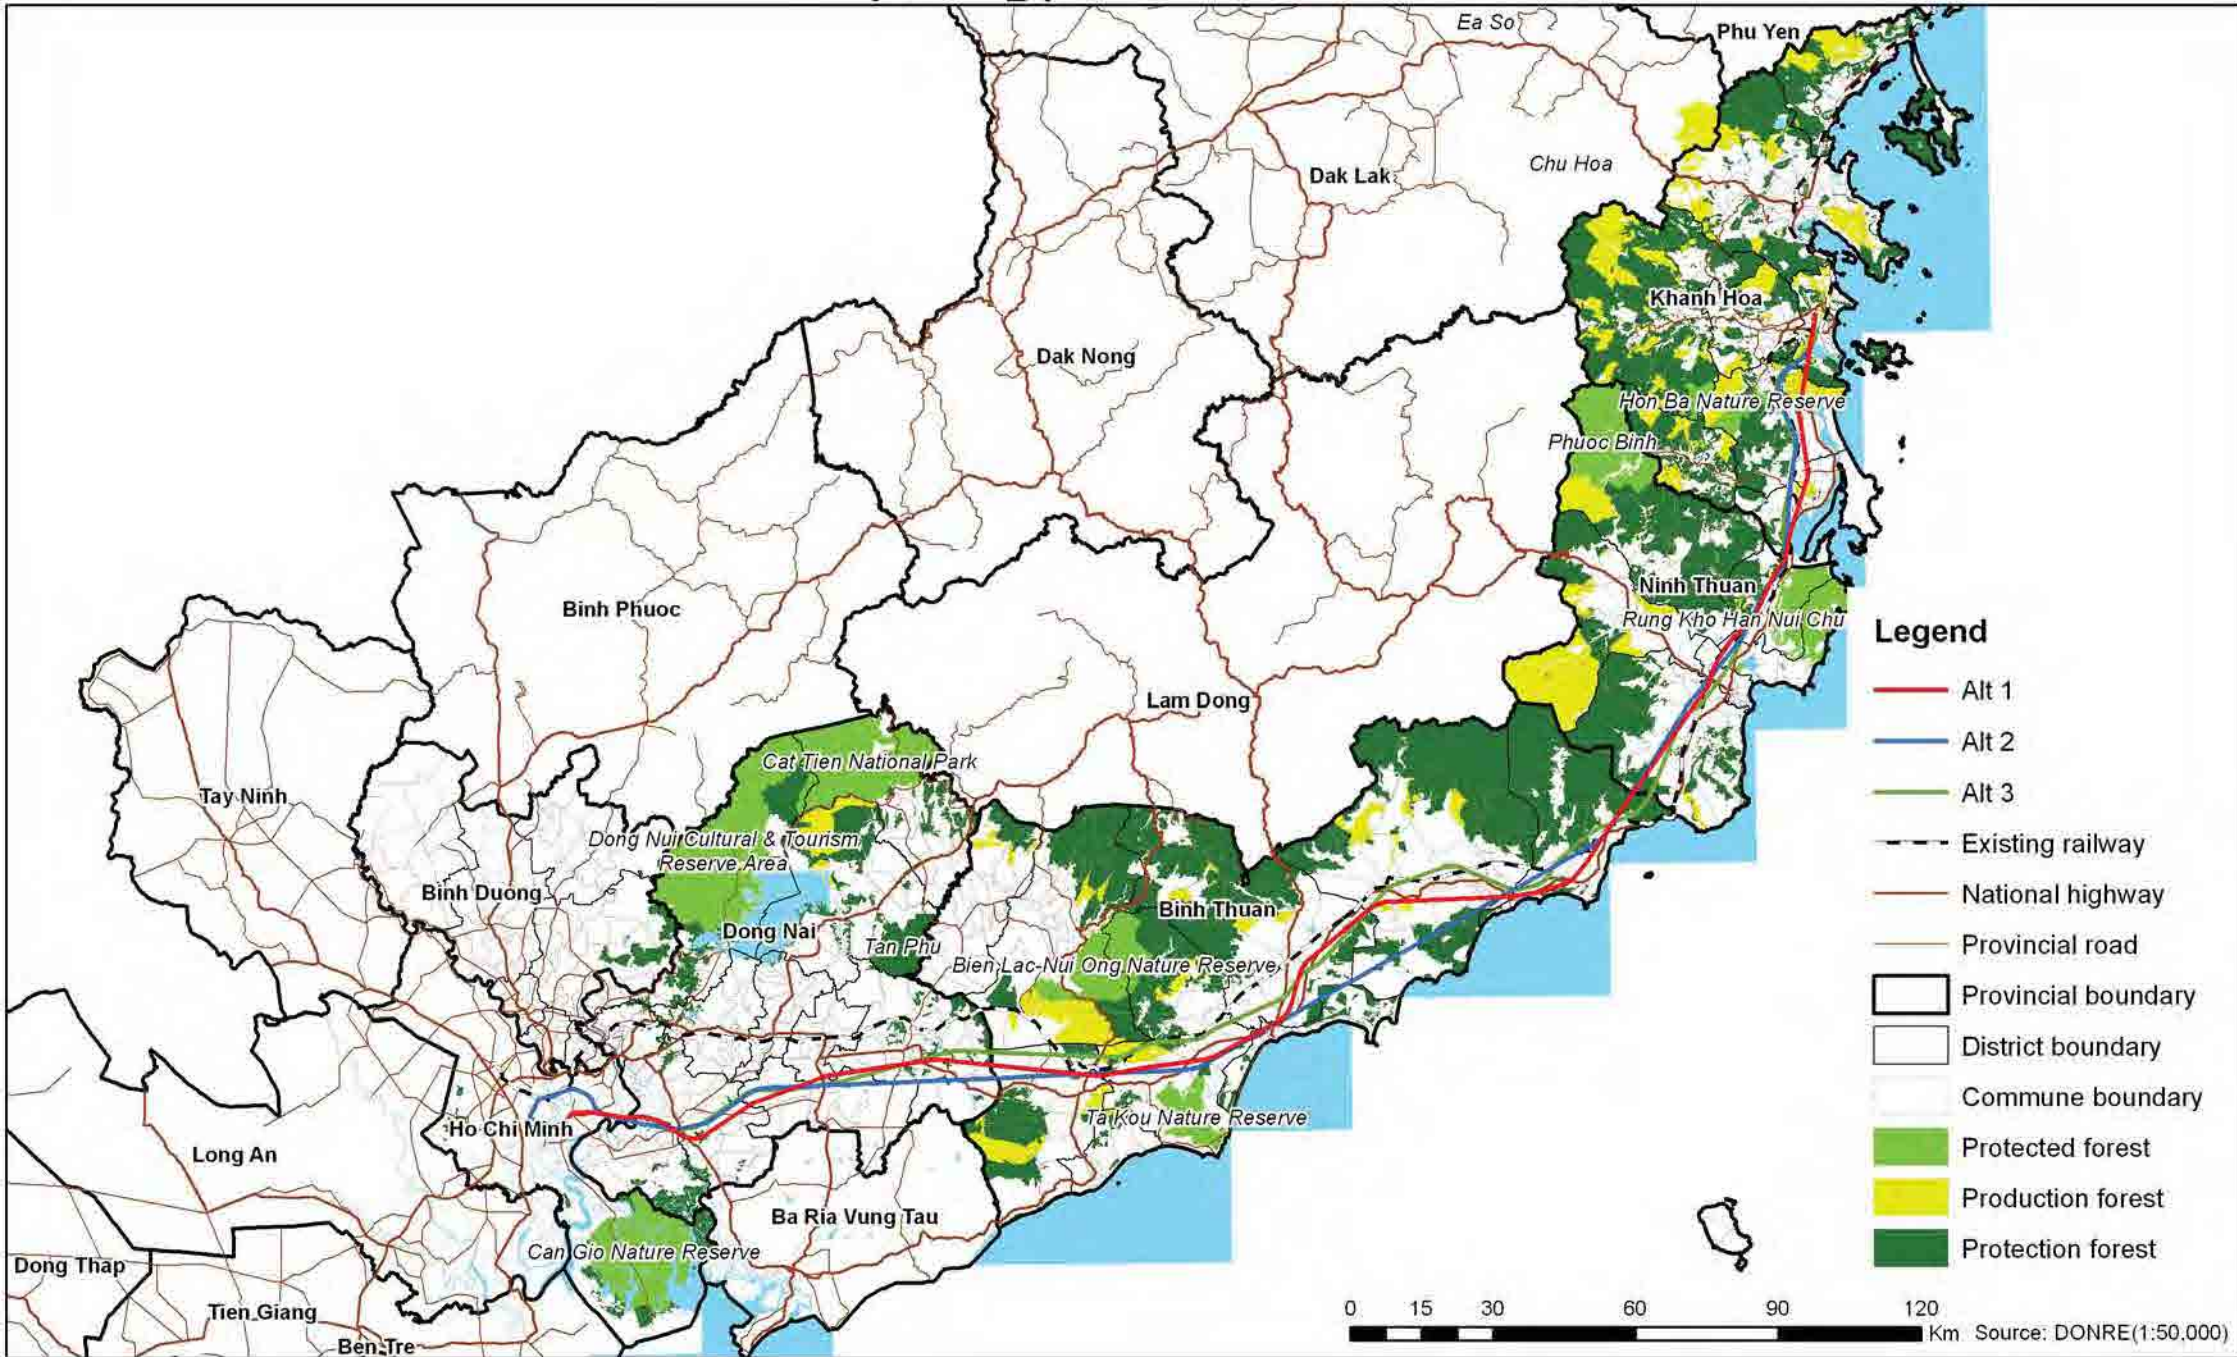 Ea So
Phu Yen
Dak Lak
Chu Hoa
Khanh Hoa
Dak Nong
Hon Ba Nature Reserve
Phuoc Binh
Ninh Thuan
Binh Phuoc
Rung Kho Han Nui Chu
Lam Dong
Cat Tien National Park
Tay Ninh
Dong Nui Cultural & Tourism
Reserve Area
Binh Duong
Binh Thuan
Dong Nai
Tan Phu
Bien Lac-Nui Ong Nature Reserve
Ta Kou Nature Reserve
Ho Chi Minh
Long An
Ba Ria Vung Tau
Can Gio Nature Reserve
Dong Thap
Tien Giang
Ben Tre
Legend
Alt 1
Alt 2
Alt 3
Existing railway
National highway
Provincial road
Provincial boundary
District boundary
Commune boundary
Protected forest
Production forest
Protection forest
0 15 30 60 90 120
Km Source: DONRE(1:50,000)